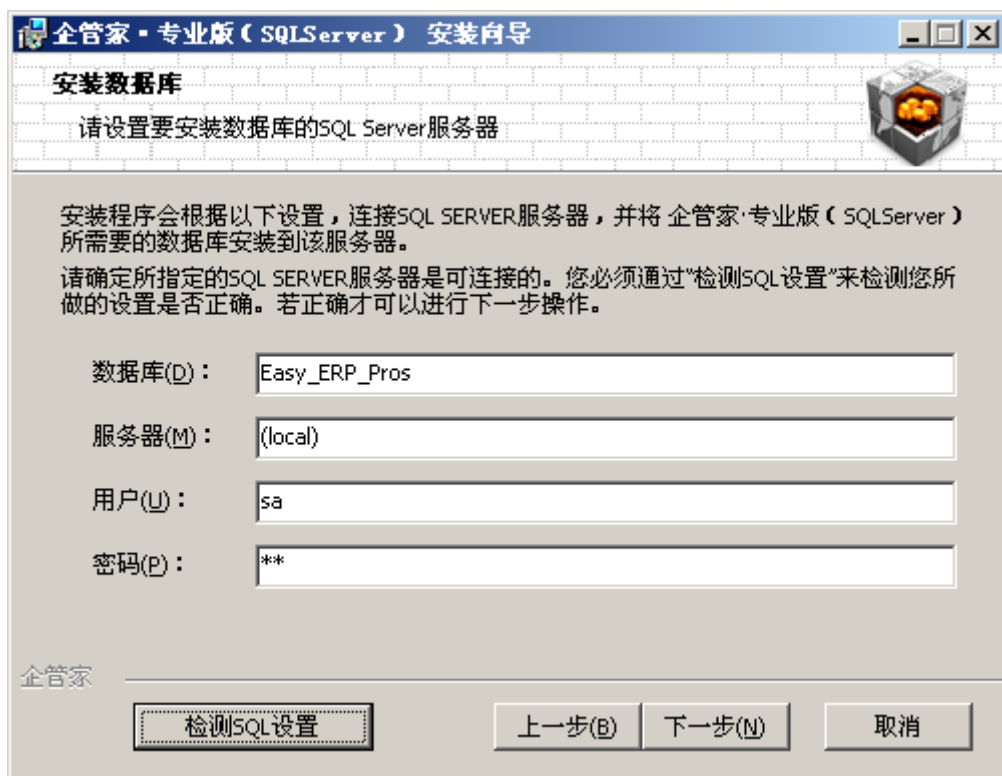 企管家·专业版（SQLServer） 安装向导
安装数据库
请设置要安装数据库的SQL Server服务器
安装程序会根据以下设置，连接SQL SERVER服务器，并将 企管家·专业版（SQLServer）
所需要的数据库安装到该服务器。
请确定所指定的SQL SERVER服务器是可连接的。您必须通过"检测SQL设置"来检测您所
做的设置是否正确。若正确才可以进行下一步操作。
数据库(D)： Easy_ERP_Pros
服务器(M)： (local)
用户(U)： sa
密码(P)： **
企管家
检测SQL设置 上一步(B) 下一步(N) 取消